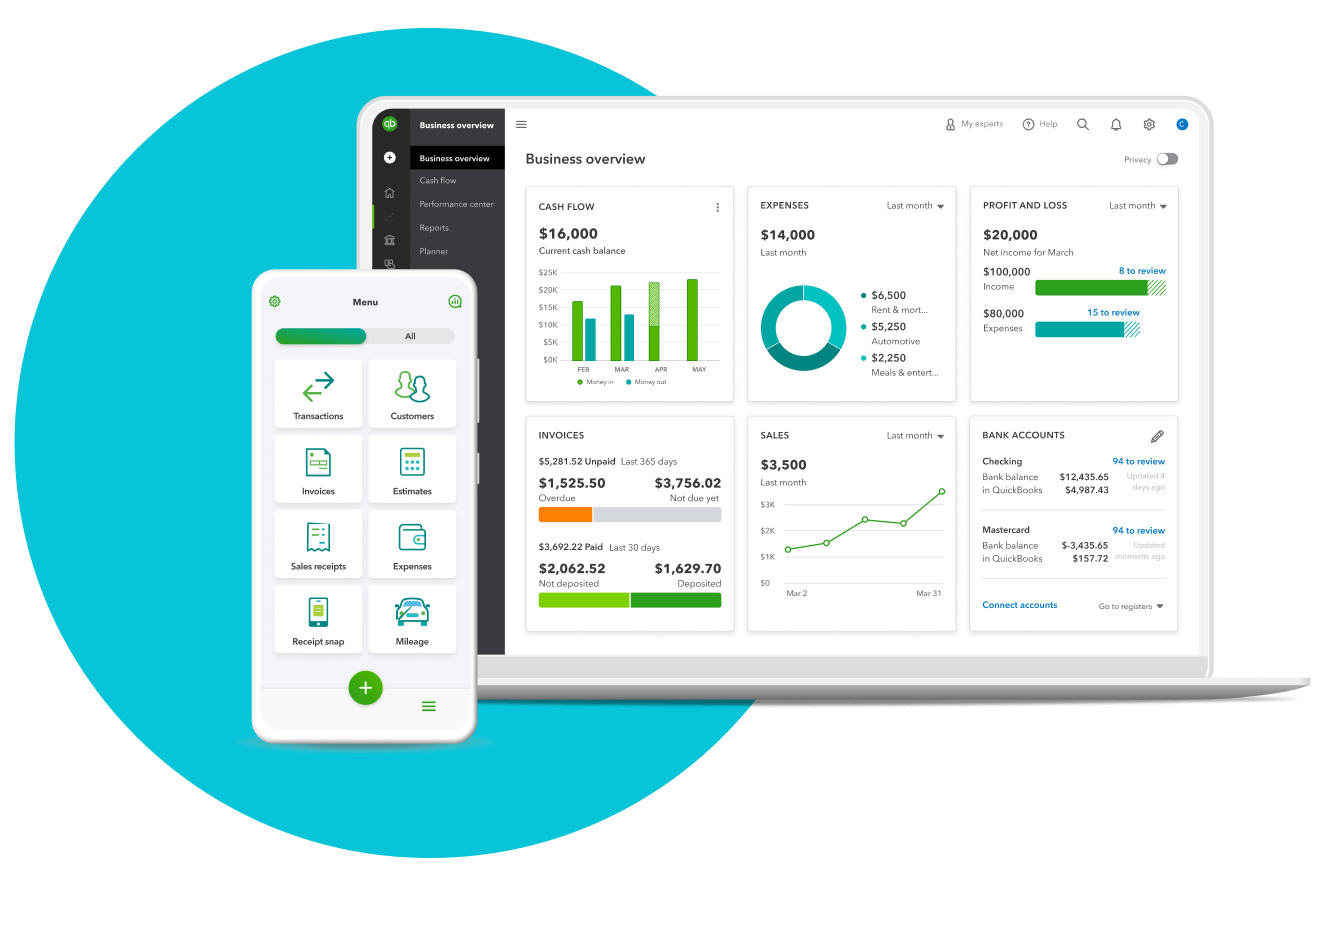 qb
Business overview
Business overview
Cash flow
Performance center
Reports
Planner
My experts
Help
C
Business overview
Privacy
CASH FLOW
$16,000
Current cash balance
$25K
$20K
$15K
$10K
$5K
$0K
FEB MAR APR MAY
Money in Money out
EXPENSES
Last month
$14,000
Last month
$6,500
Rent & mort...
$5,250
Automotive
$2,250
Meals & entert...
PROFIT AND LOSS
Last month
$20,000
Net income for March
$100,000 8 to review
Income
$80,000 15 to review
Expenses
INVOICES
$5,281.52 Unpaid Last 365 days
$1,525.50 $3,756.02
Overdue Not due yet
$3,692.22 Paid Last 30 days
$2,062.52 $1,629.70
Not deposited Deposited
SALES
Last month
$3,500
Last month
$3K
$2K
$1K
$0
Mar 2 Mar 31
BANK ACCOUNTS
Checking 94 to review
Bank balance $12,435.65 Updated 4
in QuickBooks $4,987.43 days ago
Mastercard 94 to review
Bank balance $-3,435.65 Updated
in QuickBooks $157.72 moments ago
Connect accounts Go to registers
Menu
All
Transactions
Customers
Invoices
Estimates
Sales receipts
Expenses
Receipt snap
Mileage